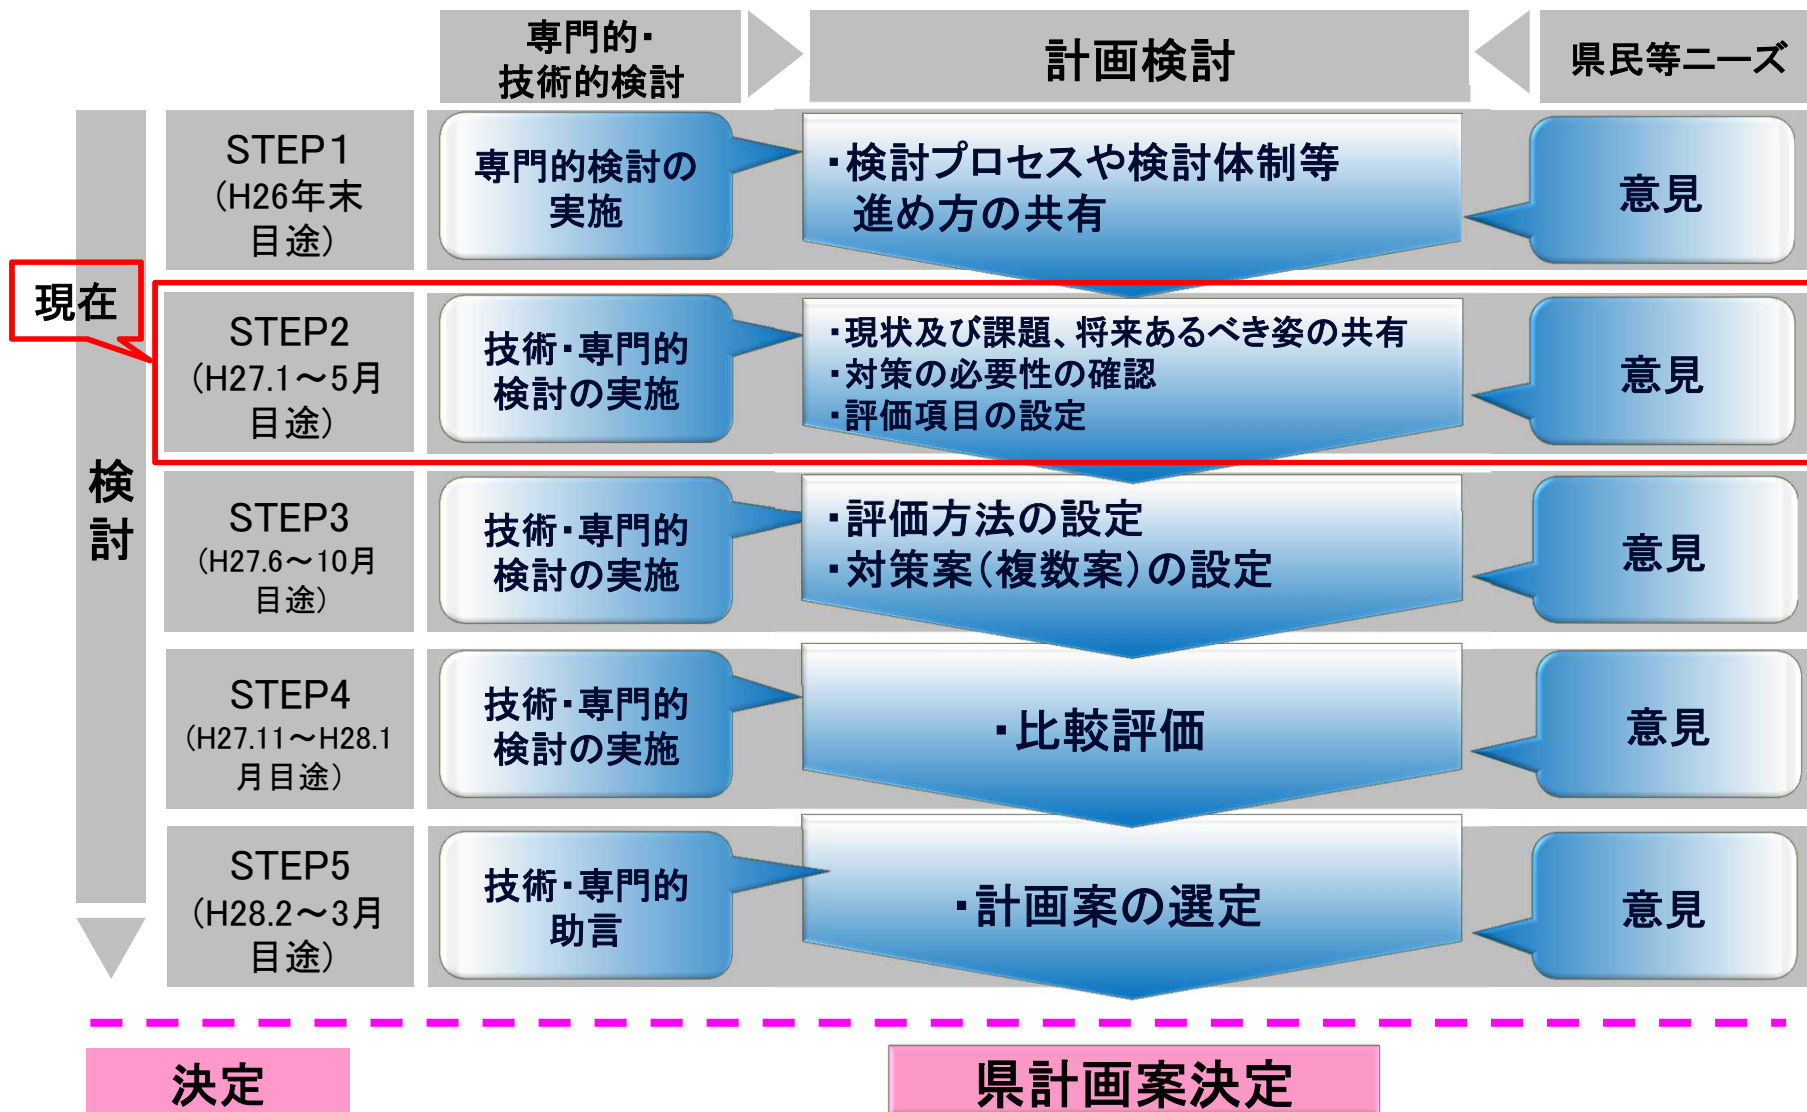 専門的・
技術的検討
計画検討
県民等ニーズ
検討
現在
STEP1
(H26年末
目途)
専門的検討の
実施
・検討プロセスや検討体制等
進め方の共有
意見
STEP2
(H27.1～5月
目途)
技術・専門的
検討の実施
・現状及び課題、将来あるべき姿の共有
・対策の必要性の確認
・評価項目の設定
意見
STEP3
(H27.6～10月
目途)
技術・専門的
検討の実施
・評価方法の設定
・対策案(複数案)の設定
意見
STEP4
(H27.11～H28.1
月目途)
技術・専門的
検討の実施
・比較評価
意見
STEP5
(H28.2～3月
目途)
技術・専門的
助言
・計画案の選定
意見
決定
県計画案決定